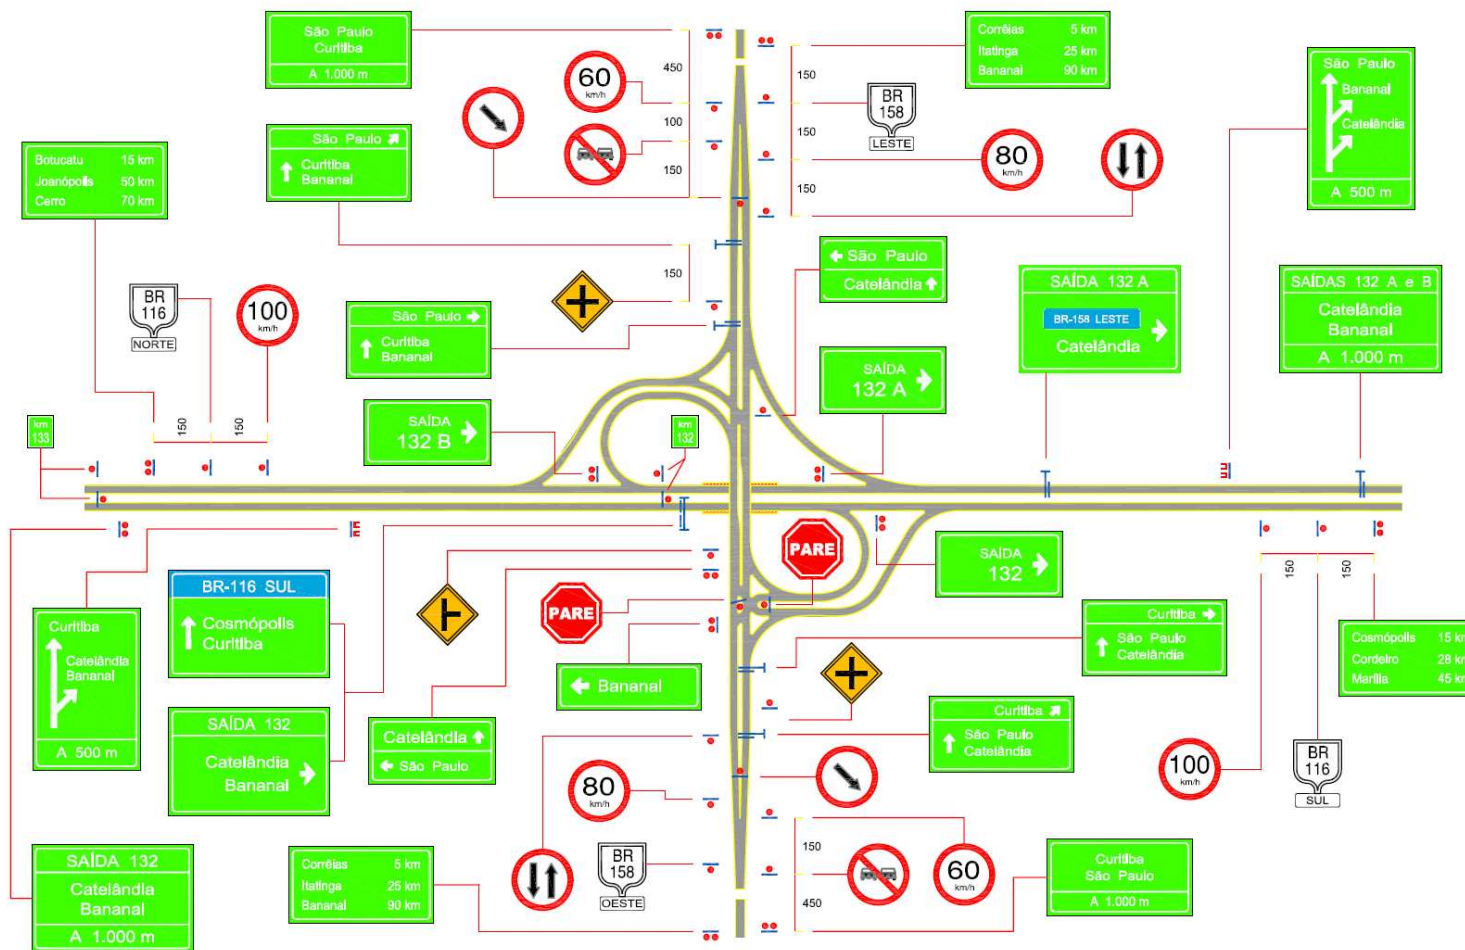 São Paulo
Curitiba
A 1.000 m
60
km/h
450
100
150
Corrêias 5 km
Itatinga 25 km
Bananal 90 km
150
150
150
BR
158
LESTE
80
km/h
São Paulo
Bananal
Catelândia
A 500 m
São Paulo
Curitiba
Bananal
Botucatu 15 km
Joanópolis 50 km
Cerro 70 km
BR
116
NORTE
100
km/h
150
150
150
São Paulo
Catelândia
São Paulo
Curitiba
Bananal
SAÍDA 132 A
BR-158 LESTE
Catelândia
SAÍDAS 132 A e B
Catelândia
Bananal
A 1.000 m
SAÍDA
132 A
SAÍDA
132 B
km
133
km
132
PARE
SAÍDA
132
150
150
BR-116 SUL
Cosmópolis
Curitiba
PARE
Curitiba
Catelândia
Bananal
A 500 m
Bananal
Curitiba
São Paulo
Catelândia
Cosmópolis 15 km
Cordeiro 28 km
Marília 45 km
SAÍDA 132
Catelândia
Bananal
Catelândia
São Paulo
Curitiba
São Paulo
Catelândia
100
km/h
BR
116
SUL
80
km/h
SAÍDA 132
Catelândia
Bananal
A 1.000 m
Corrêias 5 km
Itatinga 25 km
Bananal 90 km
BR
158
OESTE
150
450
60
km/h
Curitiba
São Paulo
A 1.000 m